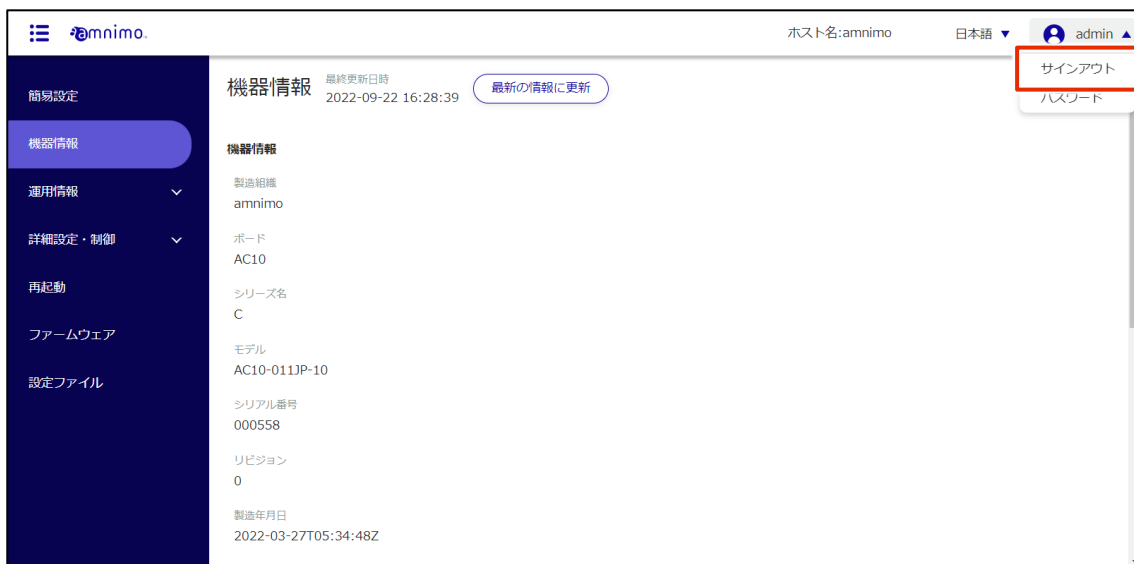 amnimo.
ホスト名:amnimo
日本語 ▼
admin ▲
サインアウト
パスワード
簡易設定
機器情報
運用情報
詳細設定・制御
再起動
ファームウェア
設定ファイル
機器情報
最終更新日時
2022-09-22 16:28:39
最新の情報に更新
機器情報
製造組織
amnimo
ボード
AC10
シリーズ名
C
モデル
AC10-011JP-10
シリアル番号
000558
リビジョン
0
製造年月日
2022-03-27T05:34:48Z